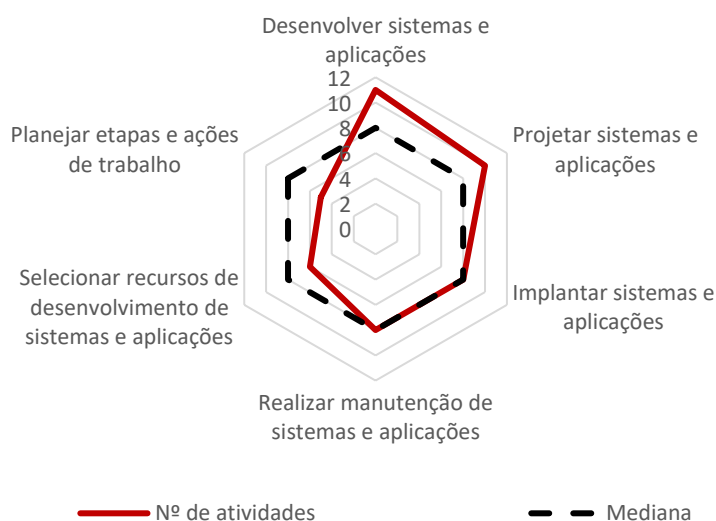 Desenvolver sistemas e
aplicações
12
10
8
6
4
2
0
Projetar sistemas e
aplicações
Planejar etapas e ações
de trabalho
Implantar sistemas e
aplicações
Selecionar recursos de
desenvolvimento de
sistemas e aplicações
Realizar manutenção de
sistemas e aplicações
Nº de atividades
Mediana